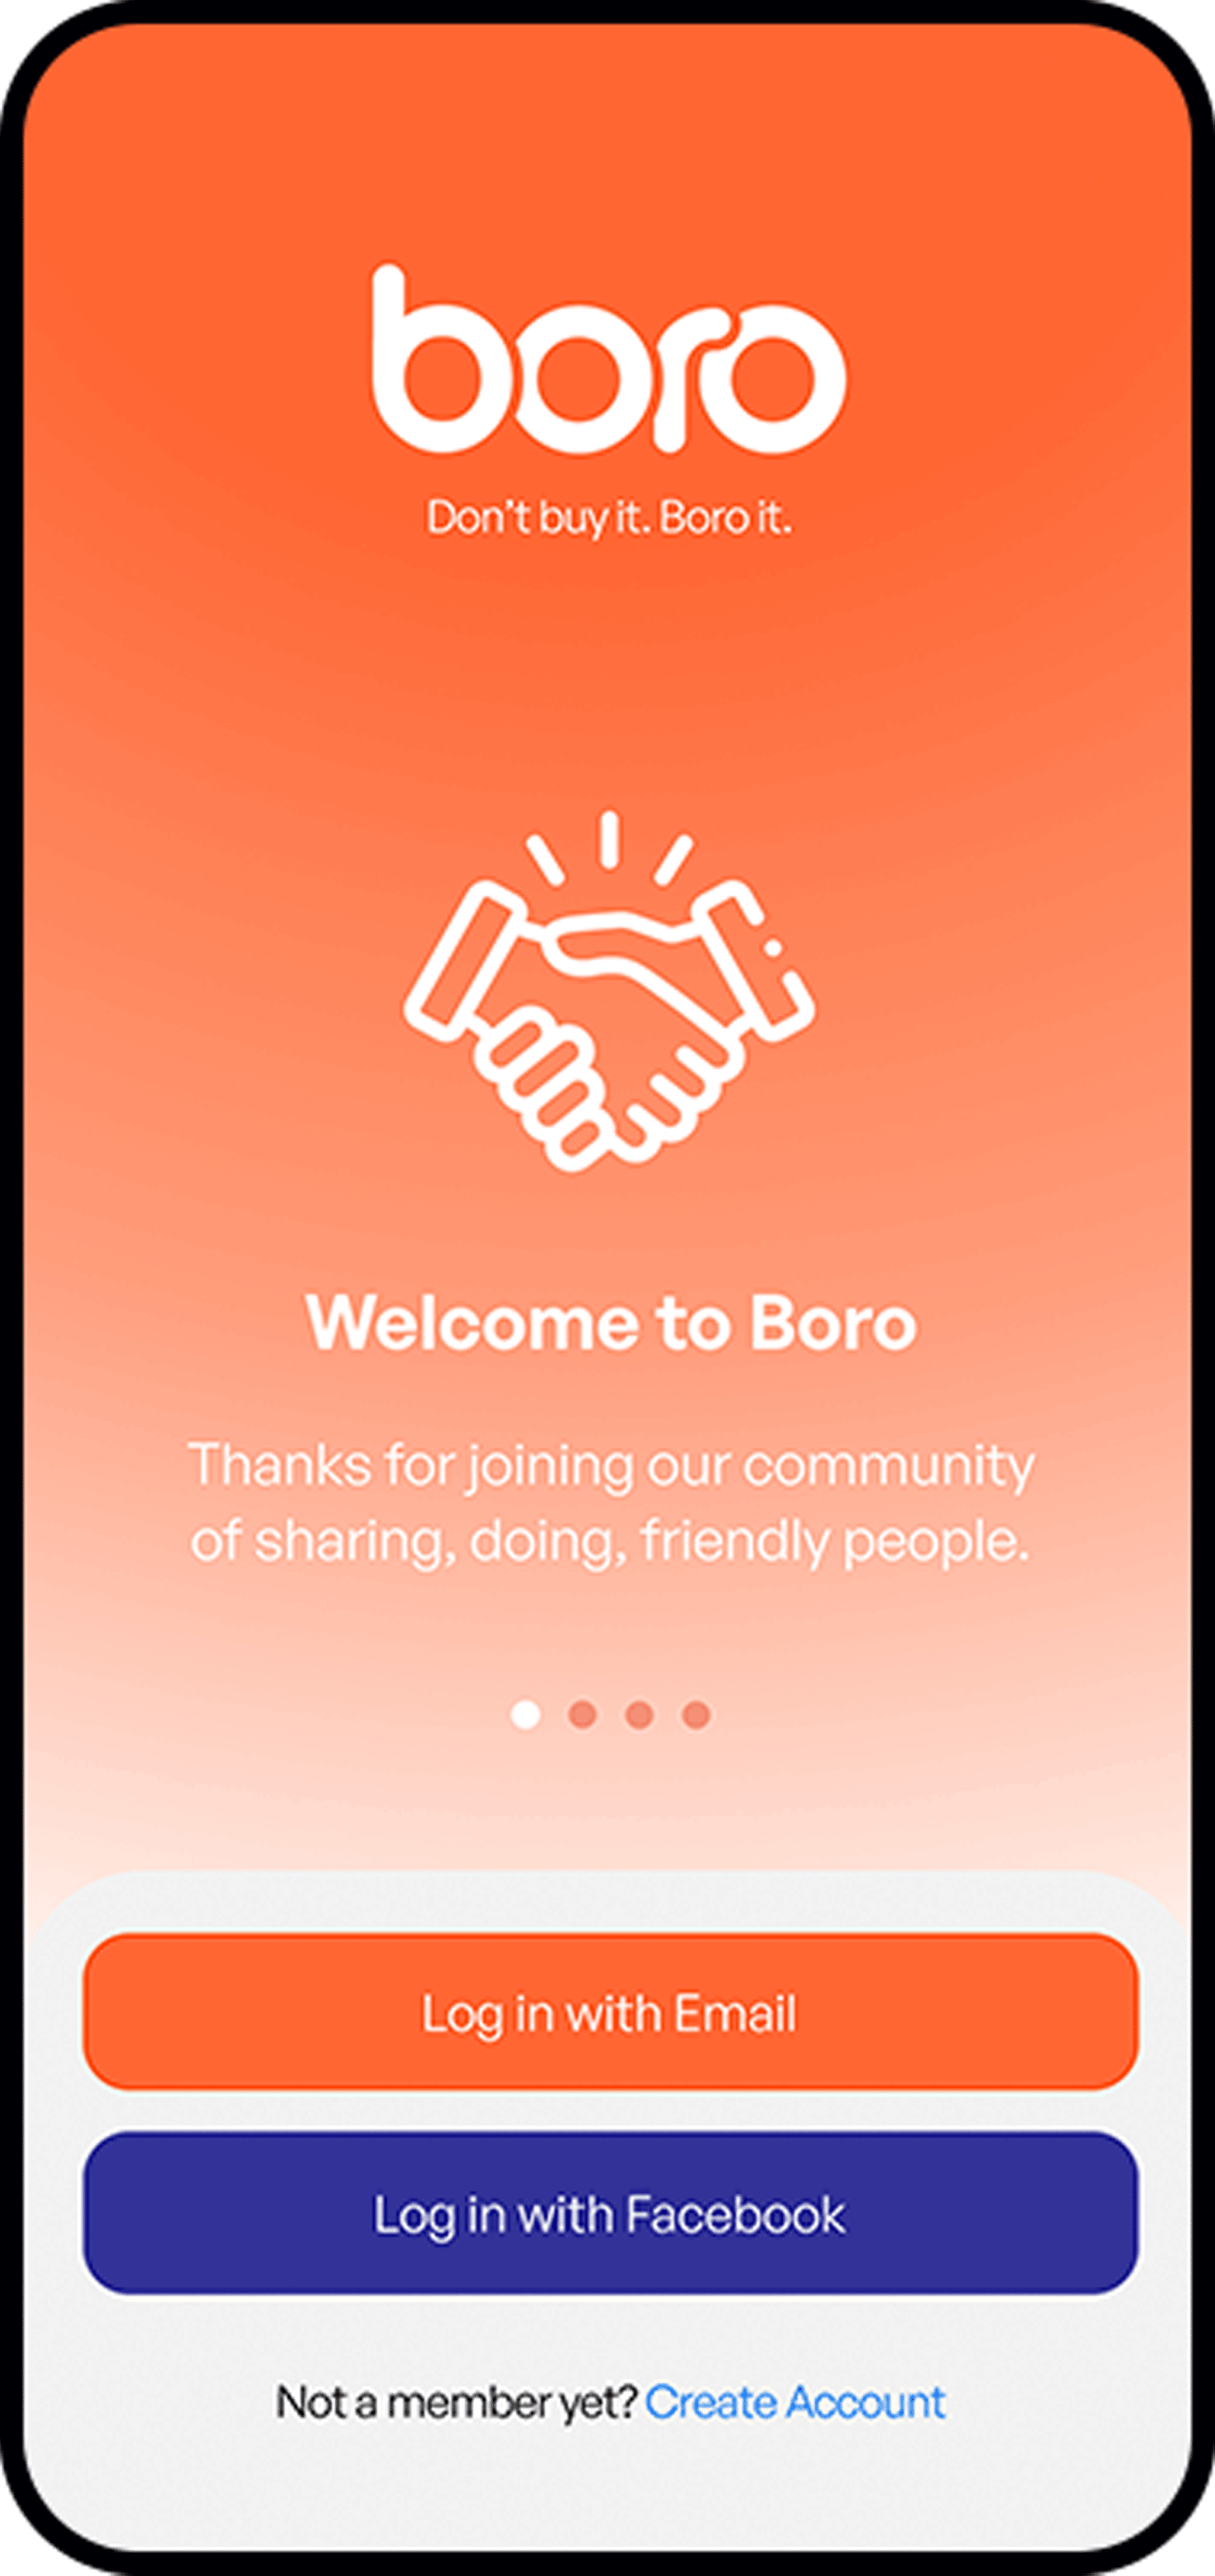 boro
Don't buy it. Boro it.
Welcome to Boro
Thanks for joining our community
of sharing, doing, friendly people.
Log in with Email
Log in with Facebook
Not a member yet? Create Account